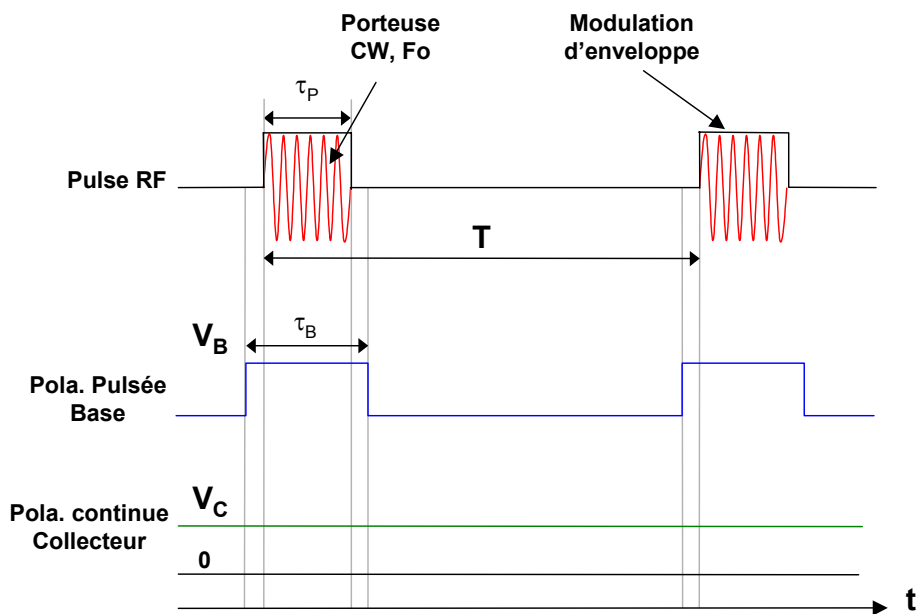 Porteuse
CW, Fo
Modulation
d'enveloppe
τP
Pulse RF
T
VB
τB
Pola. Pulsée
Base
VC
Pola. continue
Collecteur
0
t